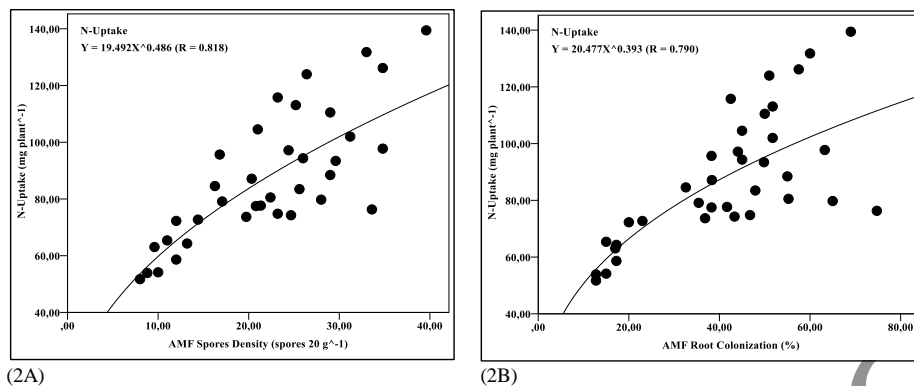 N-Uptake
Y = 19.492X^0.486 (R = 0.818)
140,00
120,00
100,00
80,00
60,00
40,00
N-Uptake (mg plant^-1)
,00
10,00
20,00
30,00
40,00
AMF Spores Density (spores 20 g^-1)
(2A)
N-Uptake
Y = 20.477X^0.393 (R = 0.790)
140,00
120,00
100,00
80,00
60,00
40,00
N-Uptake (mg plant^-1)
,00
20,00
40,00
60,00
80,00
AMF Root Colonization (%)
(2B)